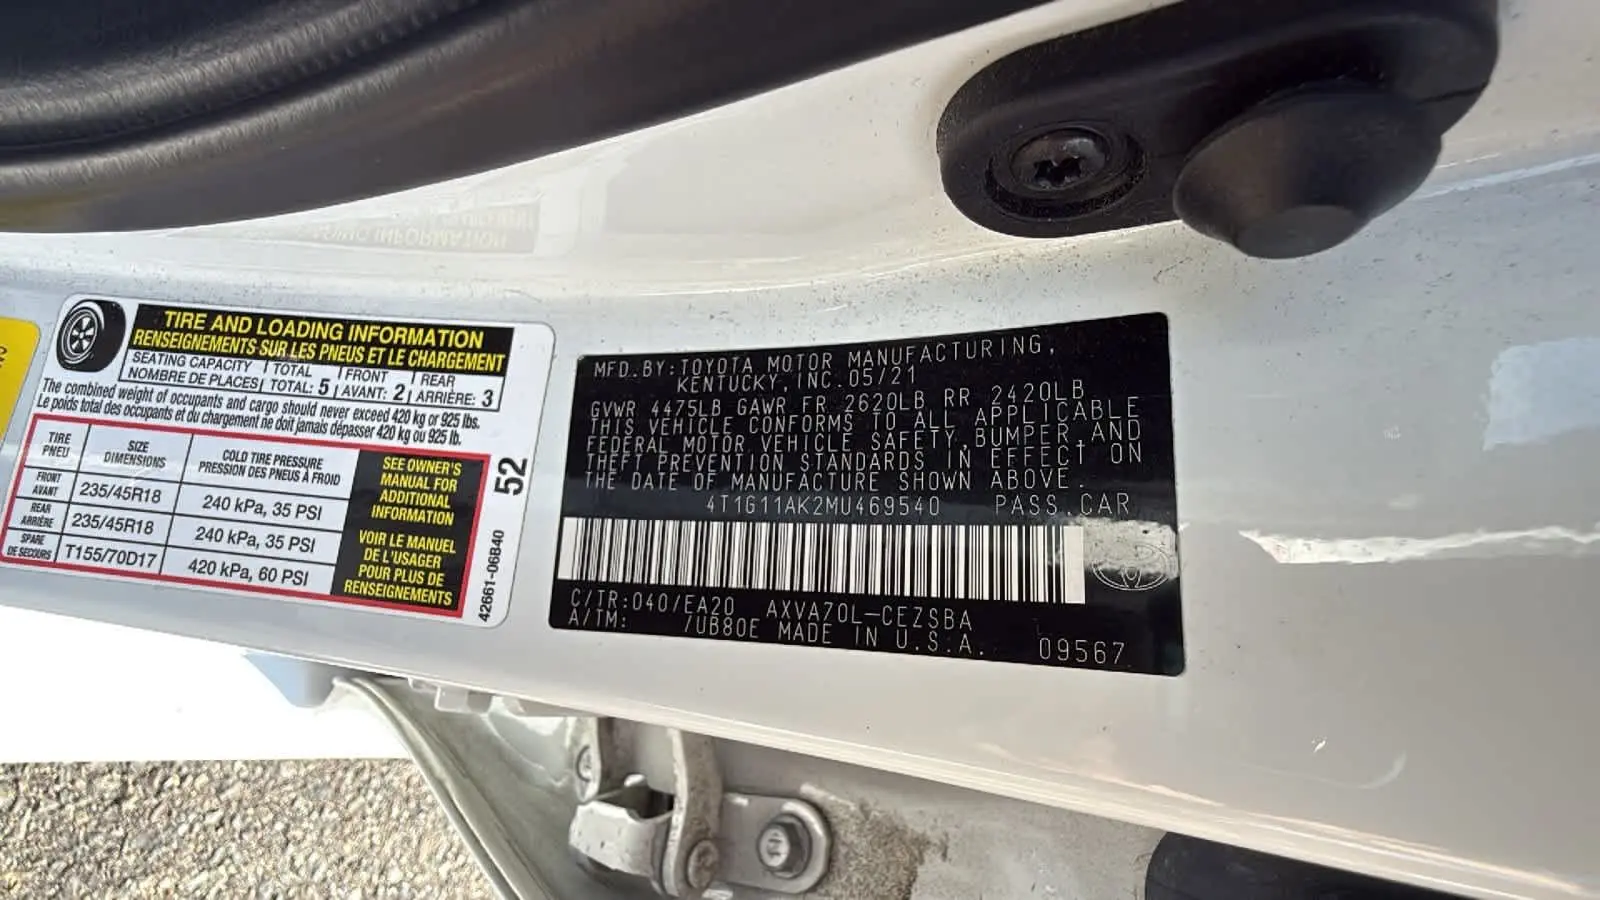 TIRE AND LOADING INFORMATION
RENSEIGNEMENTS SUR LES PNEUS ET LE CHARGEMENT
SEATING CAPACITY TOTAL FRONT REAR
NOMBRE DE PLACES TOTAL: 5 AVANT: 2 ARRIÈRE: 3
The combined weight of occupants and cargo should never exceed 420 kg or 925 lbs.
Le poids total des occupants et du chargement ne doit jamais dépasser 420 kg ou 925 lb.
TIRE PNEU
SIZE DIMENSIONS
COLD TIRE PRESSURE
PRESSION DES PNEUS À FROID
FRONT AVANT 235/45R18 240 kPa, 35 PSI
REAR ARRIÈRE 235/45R18 240 kPa, 35 PSI
SPARE DE SECOURS T155/70D17 420 kPa, 60 PSI
SEE OWNER'S
MANUAL FOR
ADDITIONAL
INFORMATION
VOIR LE MANUEL
DE L'USAGER
POUR PLUS DE
RENSEIGNEMENTS
52
42661-06B40
MFD.BY:TOYOTA MOTOR MANUFACTURING,
KENTUCKY, INC.05/21
GVWR 4475LB GAWR FR 2620LB RR 2420LB
THIS VEHICLE CONFORMS TO ALL APPLICABLE
FEDERAL MOTOR VEHICLE SAFETY,BUMPER,AND
THEFT PREVENTION STANDARDS IN EFFECT ON
THE DATE OF MANUFACTURE SHOWN ABOVE.
4T1G11AK2MU469540 PASS.CAR
C/TR:040/EA20 AXVA70L-CEZSBA
A/TM: /UB80E MADE IN U.S.A. 09567